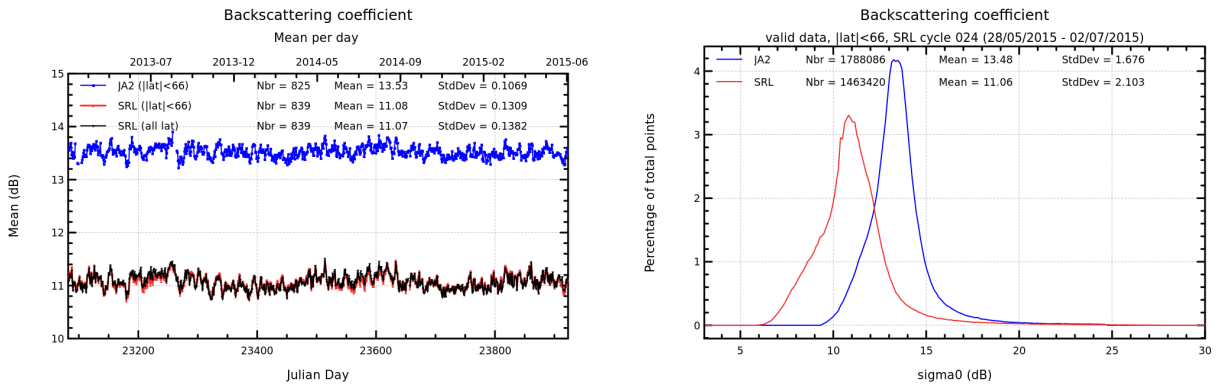 Backscattering coefficient
Mean per day
2013-07 2013-12 2014-05 2014-09 2015-02 2015-06
15
JA2 (|lat|<66) Nbr = 825 Mean = 13.53 StdDev = 0.1069
SRL (|lat|<66) Nbr = 839 Mean = 11.08 StdDev = 0.1309
SRL (all lat) Nbr = 839 Mean = 11.07 StdDev = 0.1382
14
13
12
11
10
Mean (dB)
23200 23400 23600 23800
Julian Day
Backscattering coefficient
valid data, |lat|<66, SRL cycle 024 (28/05/2015 - 02/07/2015)
JA2 Nbr = 1788086 Mean = 13.48 StdDev = 1.676
SRL Nbr = 1463420 Mean = 11.06 StdDev = 2.103
4
3
2
1
0
Percentage of total points
5 10 15 20 25 30
sigma0 (dB)